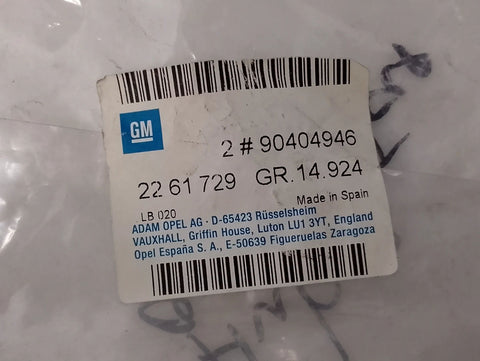 GM
2 # 90404946
22 61 729 GR.14.924
LB 020 Made in Spain
ADAM OPEL AG · D-65423 Rüsselsheim
VAUXHALL, Griffin House, Luton LU1 3YT, England
Opel España S. A., E-50639 Figueruelas Zaragoza